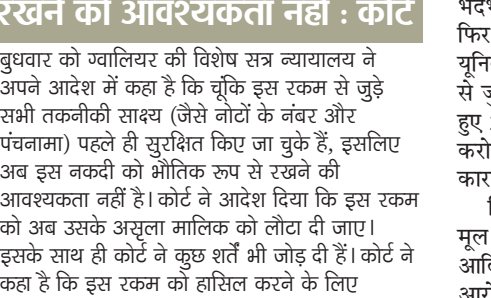 रखने की आवश्यकता नहीं : कोर्ट
बुधवार को ग्वालियर की विशेष सत्र न्यायालय ने
अपने आदेश में कहा है कि चूंकि इस रकम से जुड़े
सभी तकनीकी साक्ष्य (जैसे नोटों के नंबर और
पंचनामा) पहले ही सुरक्षित किए जा चुके हैं, इसलिए
अब इस नकदी को भौतिक रूप से रखने की
आवश्यकता नहीं है। कोर्ट ने आदेश दिया कि इस रकम
को अब उसके असृला मालिक को लौटा दी जाए।
इसके साथ ही कोर्ट ने कुछ शर्तें भी जोड़ दी हैं। कोर्ट ने
कहा है कि इस रकम को हासिल करने के लिए
फिर
यूनि
से जु
हुए
करो
कार
मूल
आवि